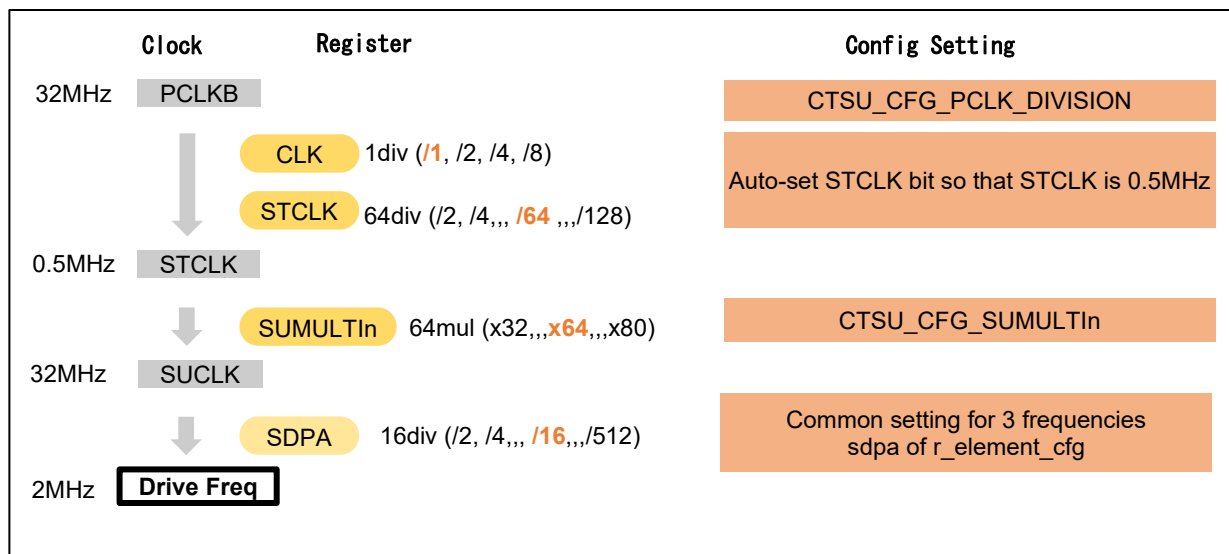 Clock Register Config Setting
32MHz PCLKB CTSU_CFG_PCLK_DIVISION
CLK 1div (/1, /2, /4, /8)
Auto-set STCLK bit so that STCLK is 0.5MHz
STCLK 64div (/2, /4,,, /64 ,,,/128)
0.5MHz STCLK
SUMULTIn 64mul (x32,,,x64,,,x80) CTSU_CFG_SUMULTIn
32MHz SUCLK
SDPA 16div (/2, /4,,, /16,,,/512)
Common setting for 3 frequencies
sdpa of r_element_cfg
2MHz Drive Freq